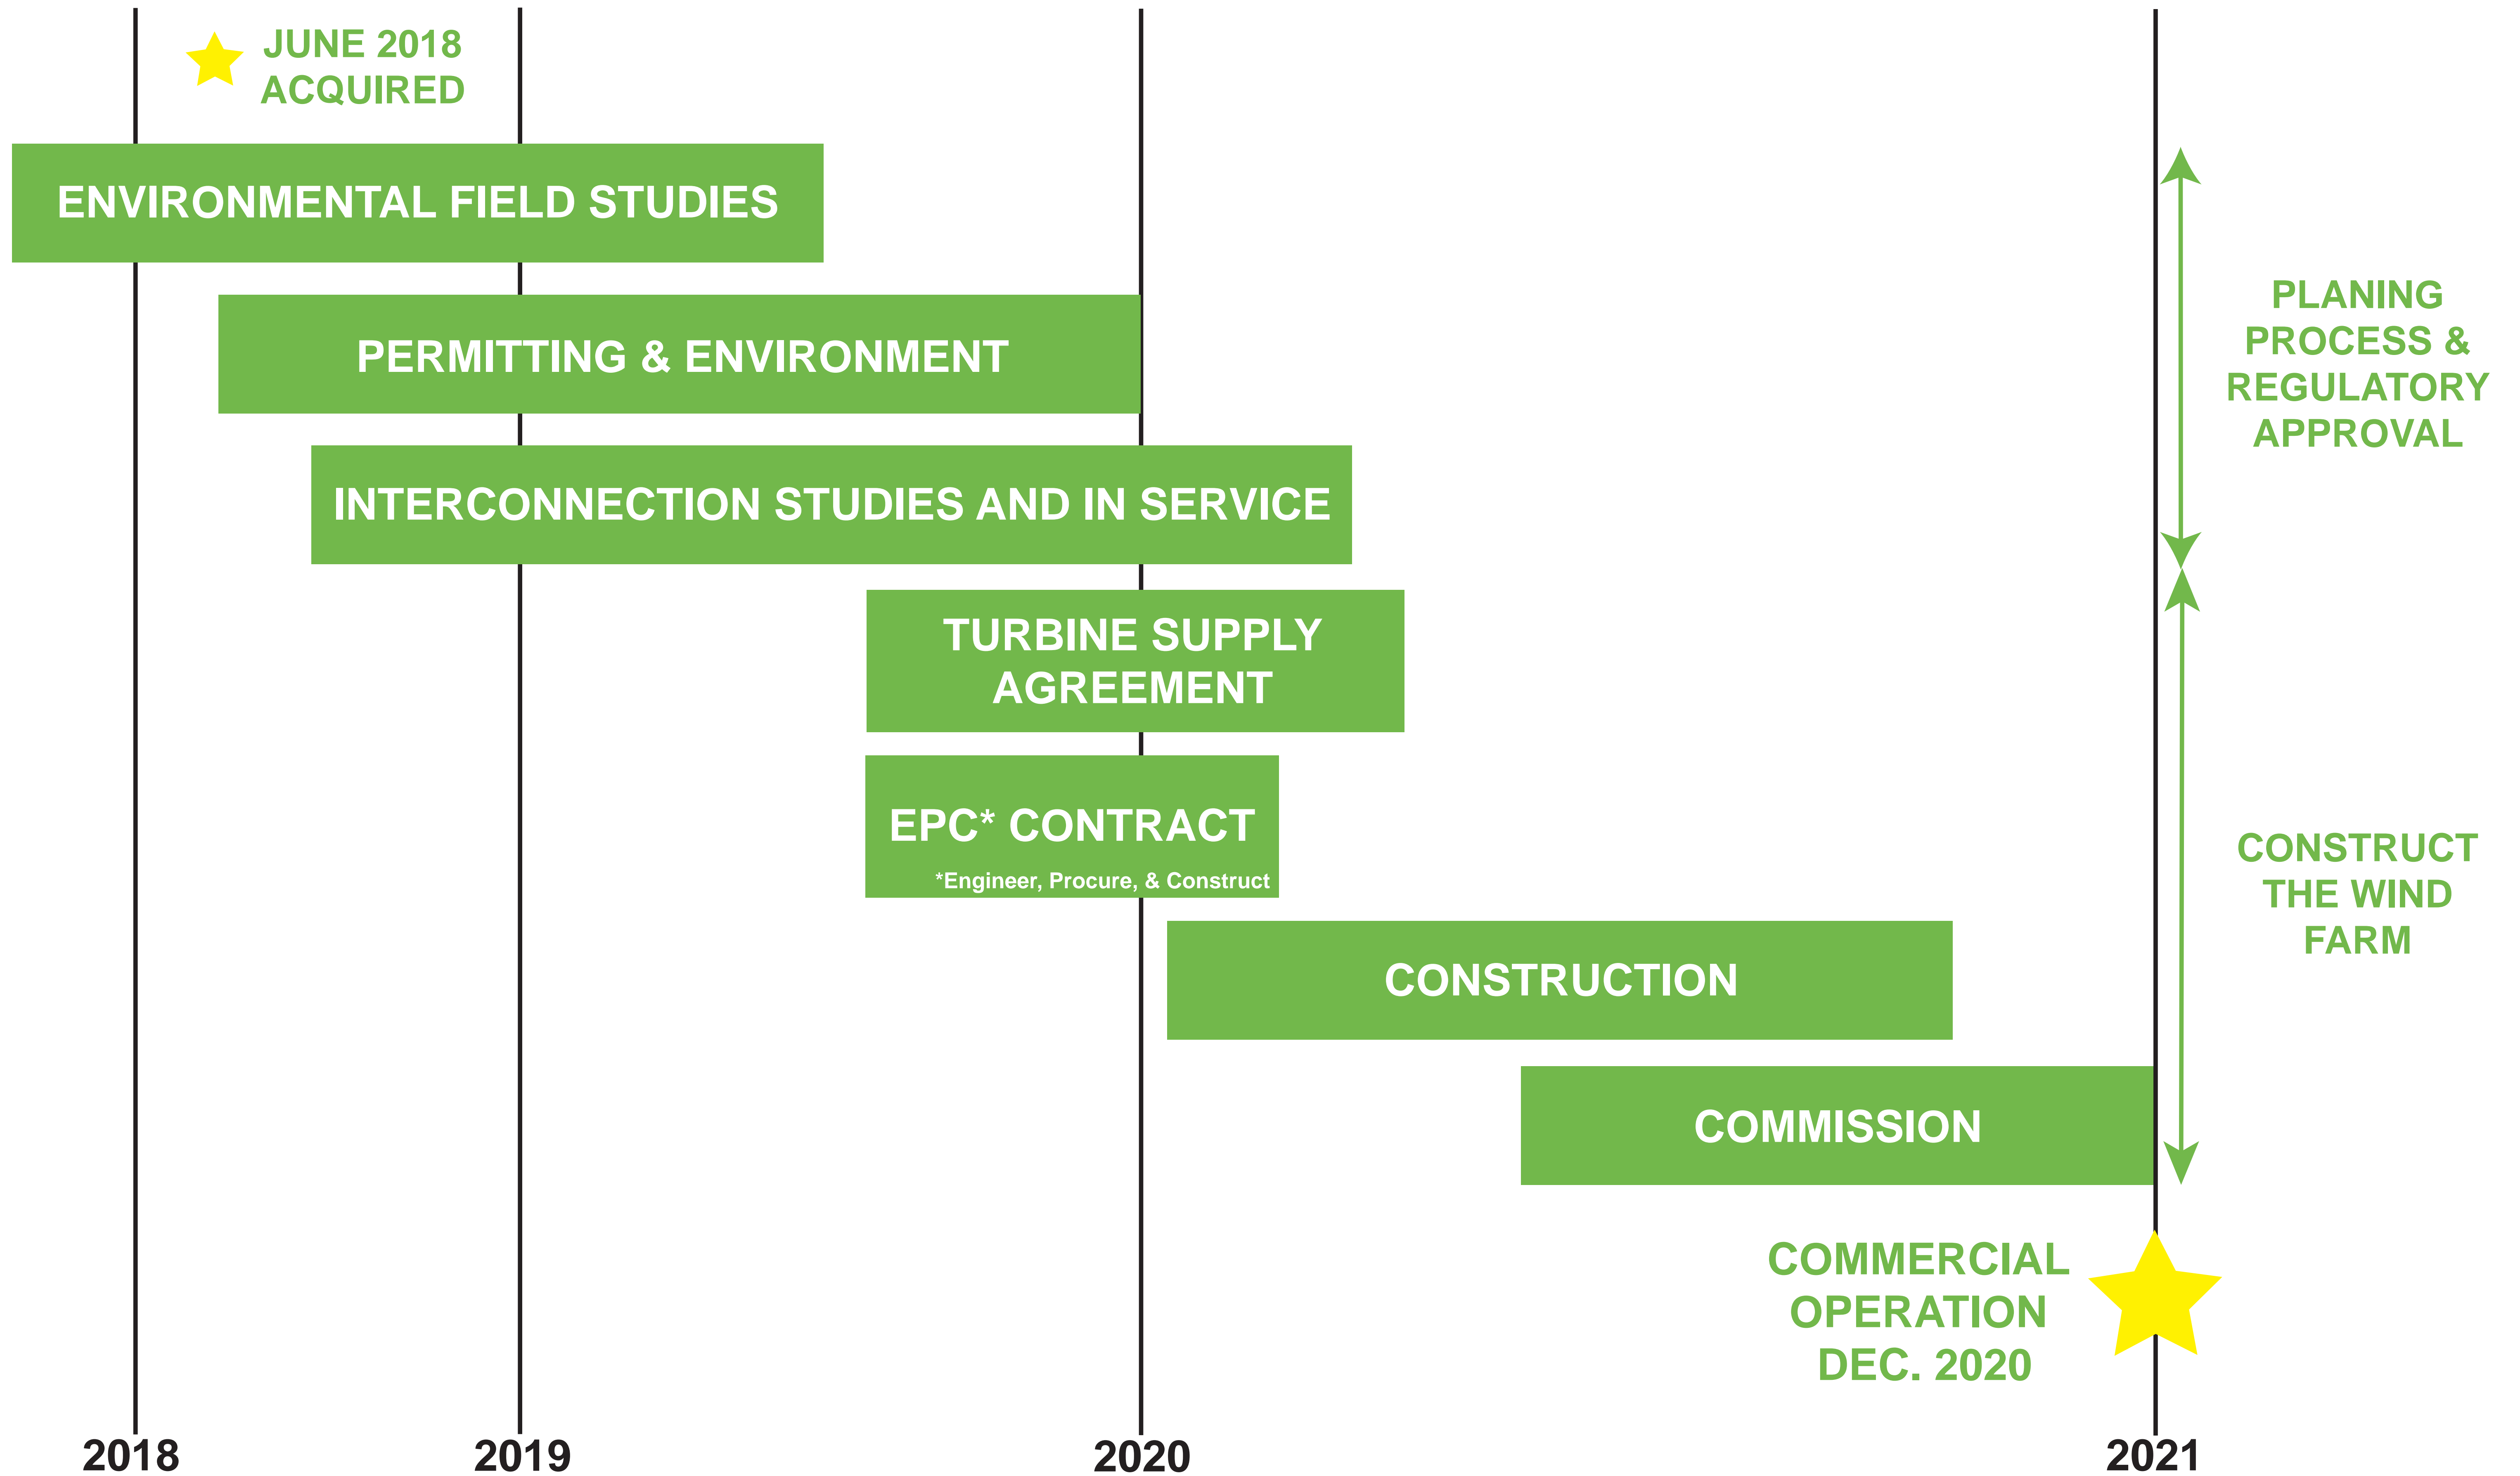 JUNE 2018
ACQUIRED
ENVIRONMENTAL FIELD STUDIES
PERMITTING & ENVIRONMENT
INTERCONNECTION STUDIES AND IN SERVICE
PLANING
PROCESS &
REGULATORY
APPROVAL
TURBINE SUPPLY
AGREEMENT
EPC* CONTRACT
*Engineer, Procure, & Construct
CONSTRUCTION
COMMISSION
CONSTRUCT
THE WIND
FARM
COMMERCIAL
OPERATION
DEC. 2020
2018
2019
2020
2021